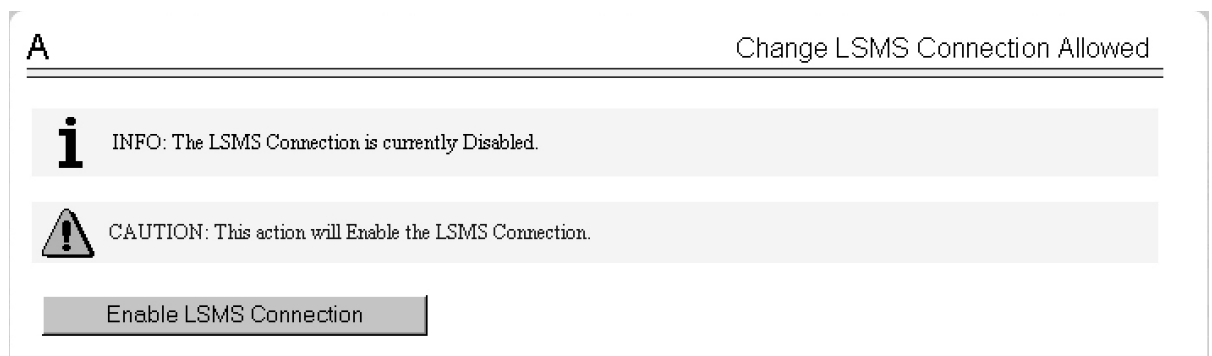 A
Change LSMS Connection Allowed
INFO: The LSMS Connection is currently Disabled.
CAUTION: This action will Enable the LSMS Connection.
Enable LSMS Connection